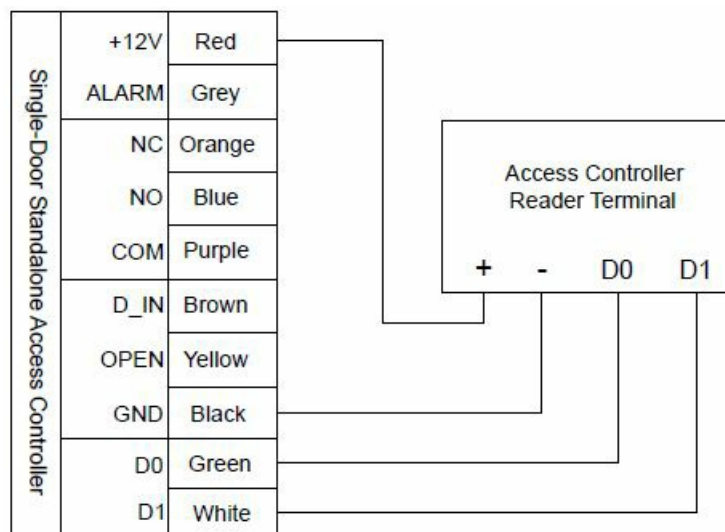 Single-Door Standalone Access Controller
+12V Red
ALARM Grey
NC Orange
NO Blue
COM Purple
D_IN Brown
OPEN Yellow
GND Black
D0 Green
D1 White
Access Controller
Reader Terminal
+ - D0 D1